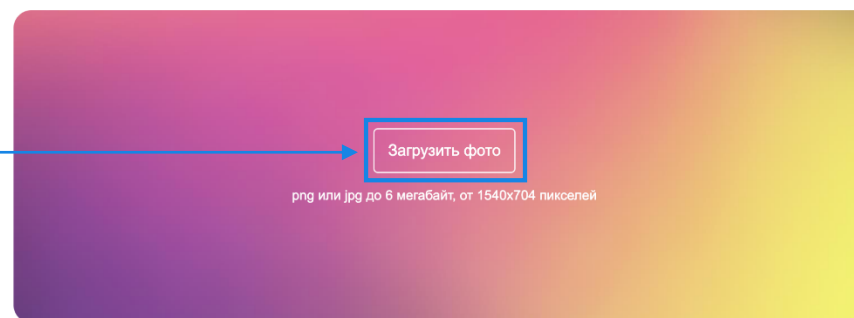 Загрузить фото
png или jpg до 6 мегабайт, от 1540x704 пикселей